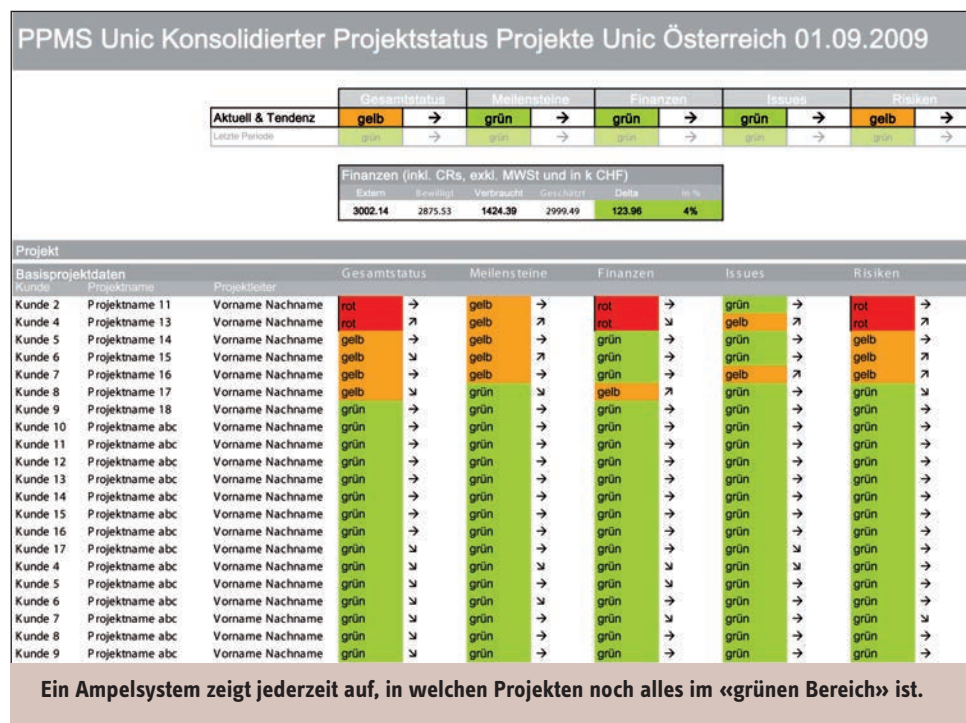 PPMS Unic Konsolidierter Projektstatus Projekte Unic Österreich 01.09.2009
Gesamtstatus Meilensteine Finanzen Issues Risiken
Aktuell & Tendenz gelb → grün → grün → grün → gelb →
Letzte Periode grün → grün → grün → grün → grün →
Finanzen (inkl. CRs, exkl. MWSt und in k CHF)
Extern Bewilligt Verbraucht Geschätzt Delta in %
3002.14 2875.53 1424.39 2999.49 123.96 4%
Projekt
Basisprojektdaten Gesamtstatus Meilensteine Finanzen Issues Risiken
Kunde Projektname Projektleiter
Kunde 2 Projektname 11 Vorname Nachname rot → gelb → rot → grün → rot →
Kunde 4 Projektname 13 Vorname Nachname rot ↗ gelb ↗ rot ↘ gelb ↗ rot ↗
Kunde 5 Projektname 14 Vorname Nachname gelb → gelb → grün → grün → gelb →
Kunde 6 Projektname 15 Vorname Nachname gelb ↘ gelb ↗ grün → grün → gelb ↗
Kunde 7 Projektname 16 Vorname Nachname gelb → gelb → grün → gelb ↗ gelb ↗
Kunde 8 Projektname 17 Vorname Nachname gelb ↘ grün ↘ gelb ↗ grün → grün ↘
Kunde 9 Projektname 18 Vorname Nachname grün → grün → grün → grün → grün →
Kunde 10 Projektname abc Vorname Nachname grün → grün → grün → grün → grün →
Kunde 11 Projektname abc Vorname Nachname grün → grün → grün → grün → grün →
Kunde 12 Projektname abc Vorname Nachname grün → grün → grün → grün → grün →
Kunde 13 Projektname abc Vorname Nachname grün → grün → grün → grün → grün →
Kunde 14 Projektname abc Vorname Nachname grün → grün → grün → grün → grün →
Kunde 15 Projektname abc Vorname Nachname grün → grün → grün → grün → grün →
Kunde 16 Projektname abc Vorname Nachname grün → grün → grün → grün → grün →
Kunde 17 Projektname abc Vorname Nachname grün ↘ grün → grün → grün ↘ grün →
Kunde 4 Projektname abc Vorname Nachname grün ↘ grün ↘ grün ↘ grün ↘ grün →
Kunde 5 Projektname abc Vorname Nachname grün ↘ grün → grün ↘ grün → grün →
Kunde 6 Projektname abc Vorname Nachname grün ↘ grün ↘ grün → grün → grün →
Kunde 7 Projektname abc Vorname Nachname grün ↘ grün → grün ↘ grün → grün ↘
Kunde 8 Projektname abc Vorname Nachname grün ↘ grün → grün → grün → grün →
Kunde 9 Projektname abc Vorname Nachname grün ↘ grün → grün → grün → grün →
Ein Ampelsystem zeigt jederzeit auf, in welchen Projekten noch alles im «grünen Bereich» ist.